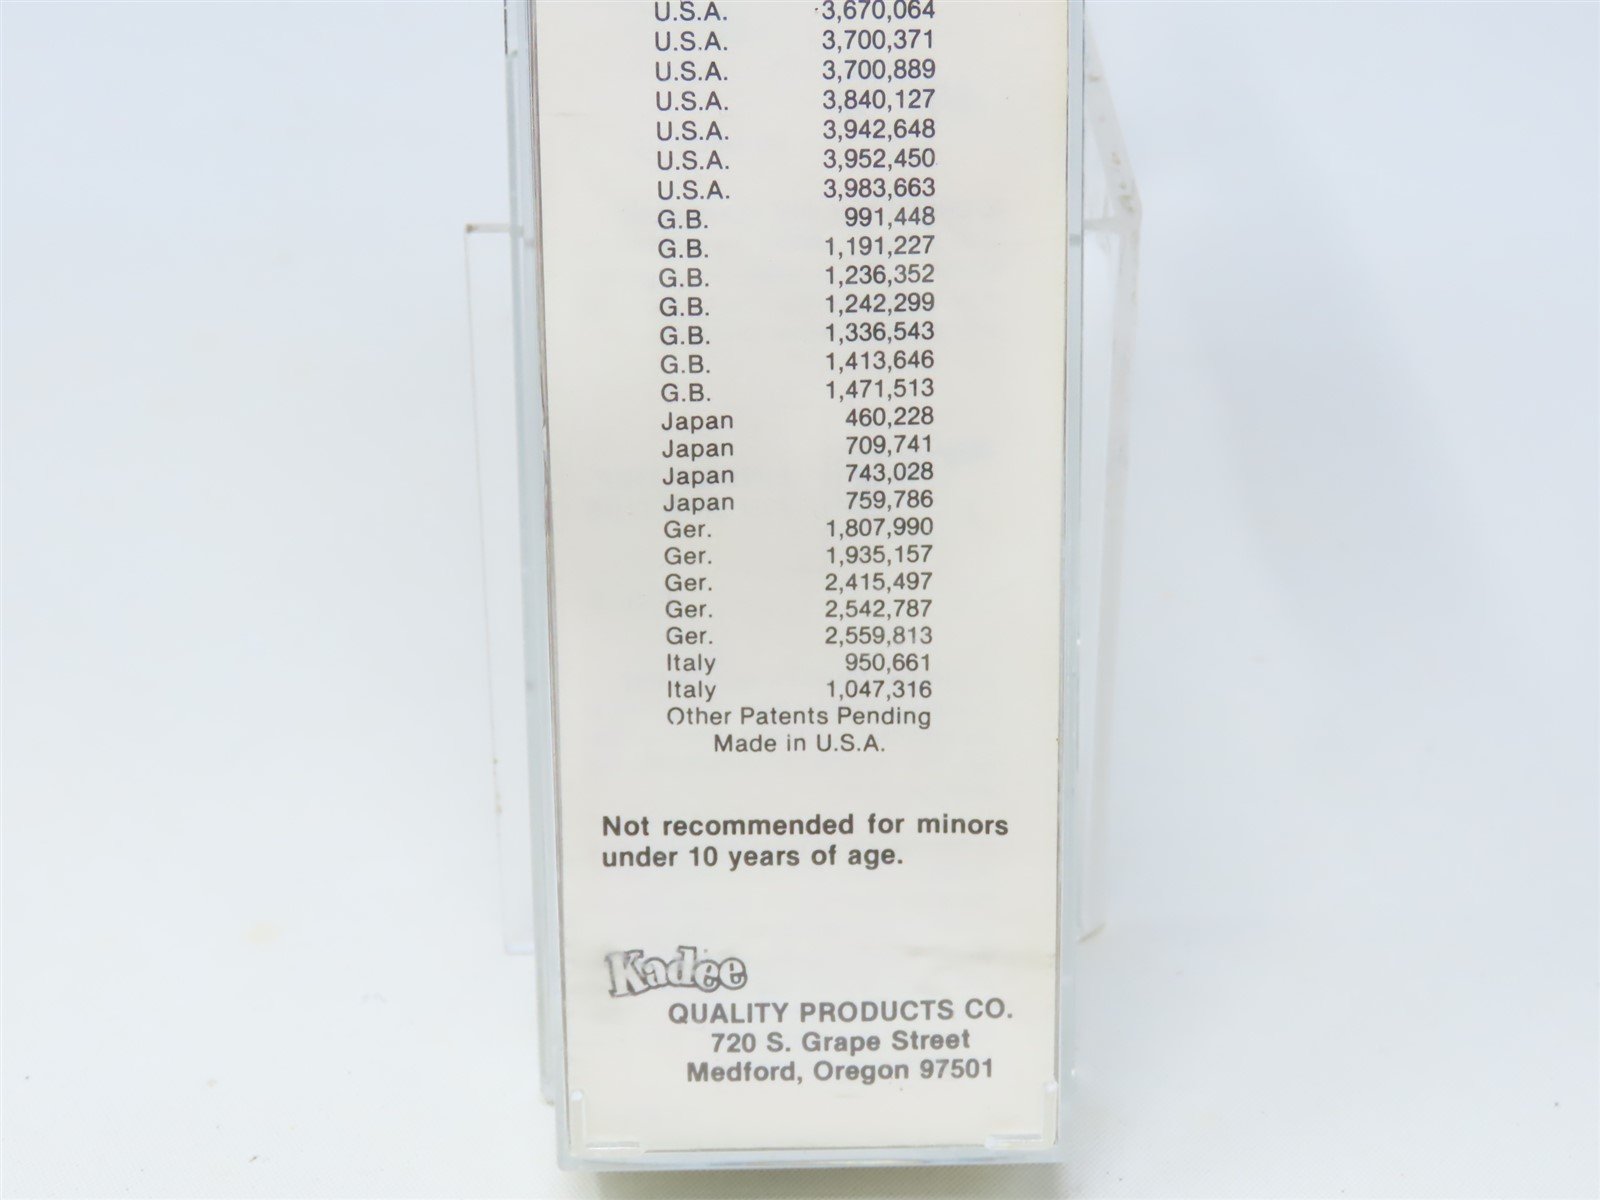 U.S.A. 3,670,064
U.S.A. 3,700,371
U.S.A. 3,700,889
U.S.A. 3,840,127
U.S.A. 3,942,648
U.S.A. 3,952,450
U.S.A. 3,983,663
G.B. 991,448
G.B. 1,191,227
G.B. 1,236,352
G.B. 1,242,299
G.B. 1,336,543
G.B. 1,413,646
G.B. 1,471,513
Japan 460,228
Japan 709,741
Japan 743,028
Japan 759,786
Ger. 1,807,990
Ger. 1,935,157
Ger. 2,415,497
Ger. 2,542,787
Ger. 2,559,813
Italy 950,661
Italy 1,047,316
Other Patents Pending
Made in U.S.A.
Not recommended for minors
under 10 years of age.
Kadee
QUALITY PRODUCTS CO.
720 S. Grape Street
Medford, Oregon 97501